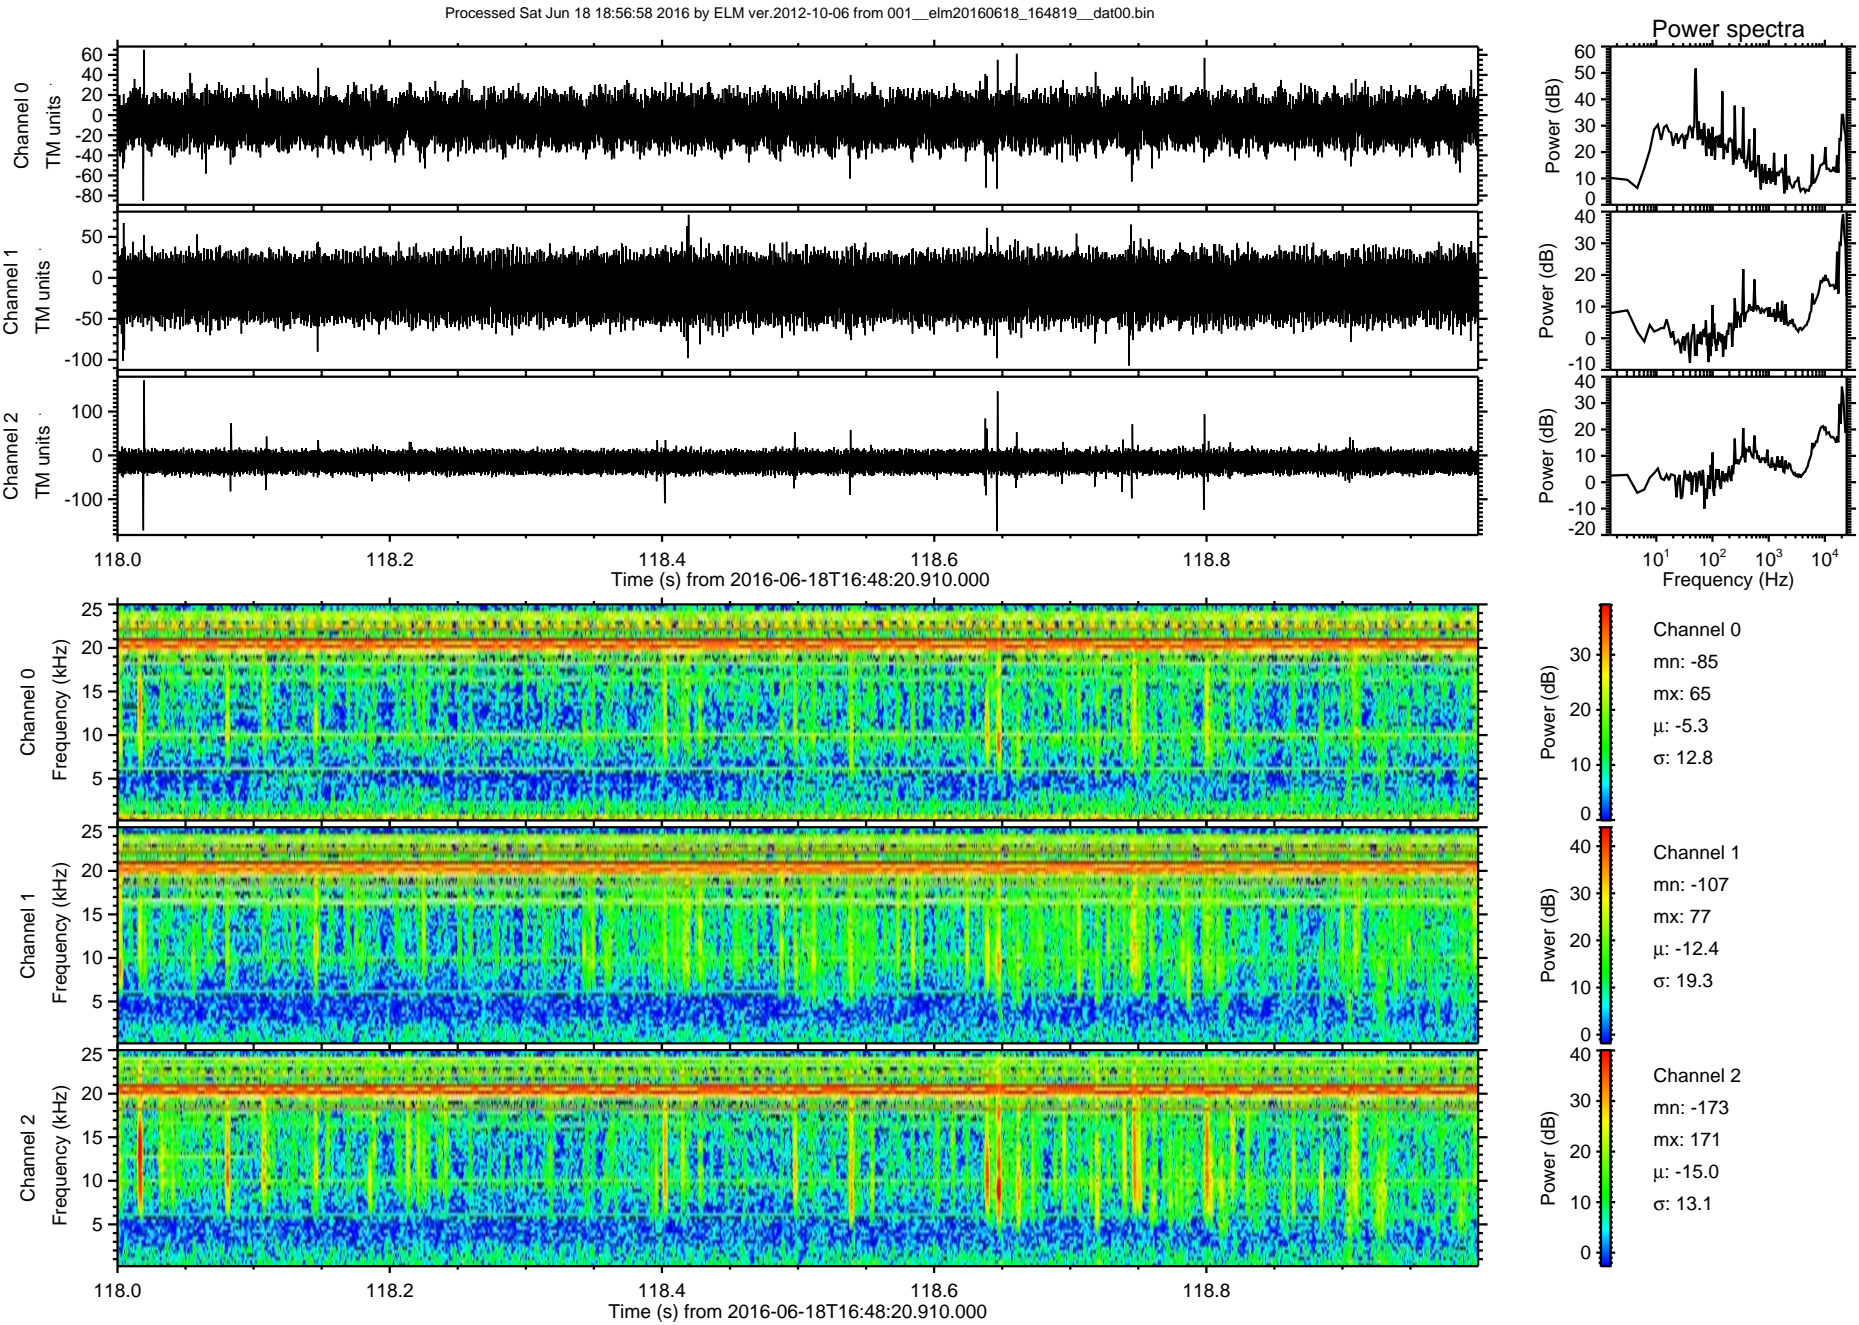 Processed Sat Jun 18 18:56:58 2016 by ELM ver.2012-10-06 from 001__elm20160618_164819__dat00.bin
Power spectra
Channel 0
TM units
60
40
20
0
-20
-40
-60
-80
Power (dB)
60
50
40
30
20
10
0
Channel 1
TM units
50
0
-50
-100
Power (dB)
40
30
20
10
0
-10
Channel 2
TM units
100
0
-100
Power (dB)
40
30
20
10
0
-10
-20
118.0 118.2 118.4 118.6 118.8
Time (s) from 2016-06-18T16:48:20.910.000
10^1 10^2 10^3 10^4
Frequency (Hz)
Channel 0
Frequency (kHz)
25
20
15
10
5
Power (dB)
30
20
10
0
Channel 0
mn: -85
mx: 65
μ: -5.3
σ: 12.8
Channel 1
Frequency (kHz)
25
20
15
10
5
Power (dB)
40
30
20
10
0
Channel 1
mn: -107
mx: 77
μ: -12.4
σ: 19.3
Channel 2
Frequency (kHz)
25
20
15
10
5
Power (dB)
40
30
20
10
0
Channel 2
mn: -173
mx: 171
μ: -15.0
σ: 13.1
118.0 118.2 118.4 118.6 118.8
Time (s) from 2016-06-18T16:48:20.910.000